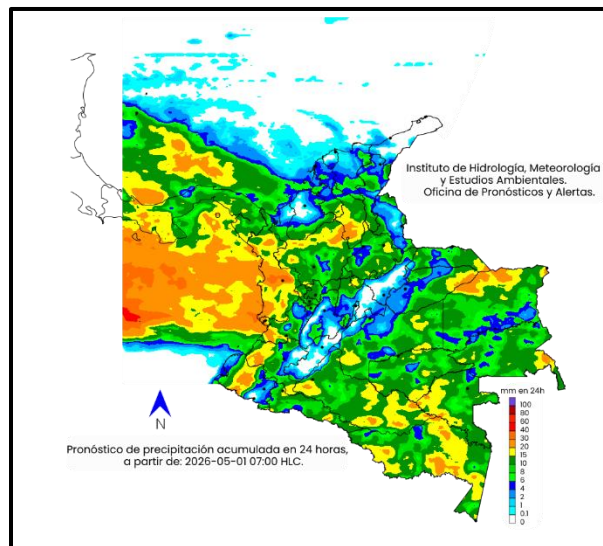 Instituto de Hidrología, Meteorología
y Estudios Ambientales.
Oficina de Pronósticos y Alertas.
mm en 24h
100
80
60
40
30
20
15
10
8
6
4
2
1
0.1
0
N
Pronóstico de precipitación acumulada en 24 horas,
a partir de: 2026-05-01 07:00 HLC.